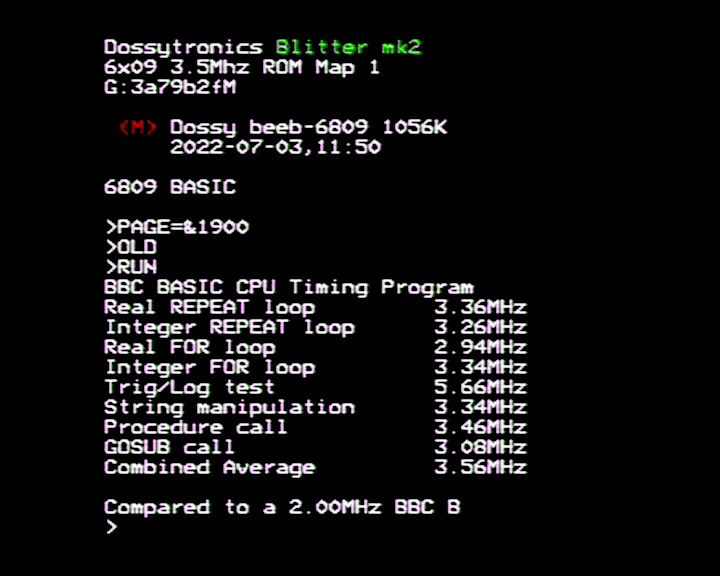 Dossytronics Blitter mk2
6x09 3.5Mhz ROM Map 1
G:3a79b2fM
(M) Dossy beeb-6809 1056K
2022-07-03,11:50
6809 BASIC
>PAGE=&1900
>OLD
>RUN
BBC BASIC CPU Timing Program
Real REPEAT loop 3.36MHz
Integer REPEAT loop 3.26MHz
Real FOR loop 2.94MHz
Integer FOR loop 3.34MHz
Trig/Log test 5.66MHz
String manipulation 3.34MHz
Procedure call 3.46MHz
GOSUB call 3.08MHz
Combined Average 3.56MHz
Compared to a 2.00MHz BBC B
>